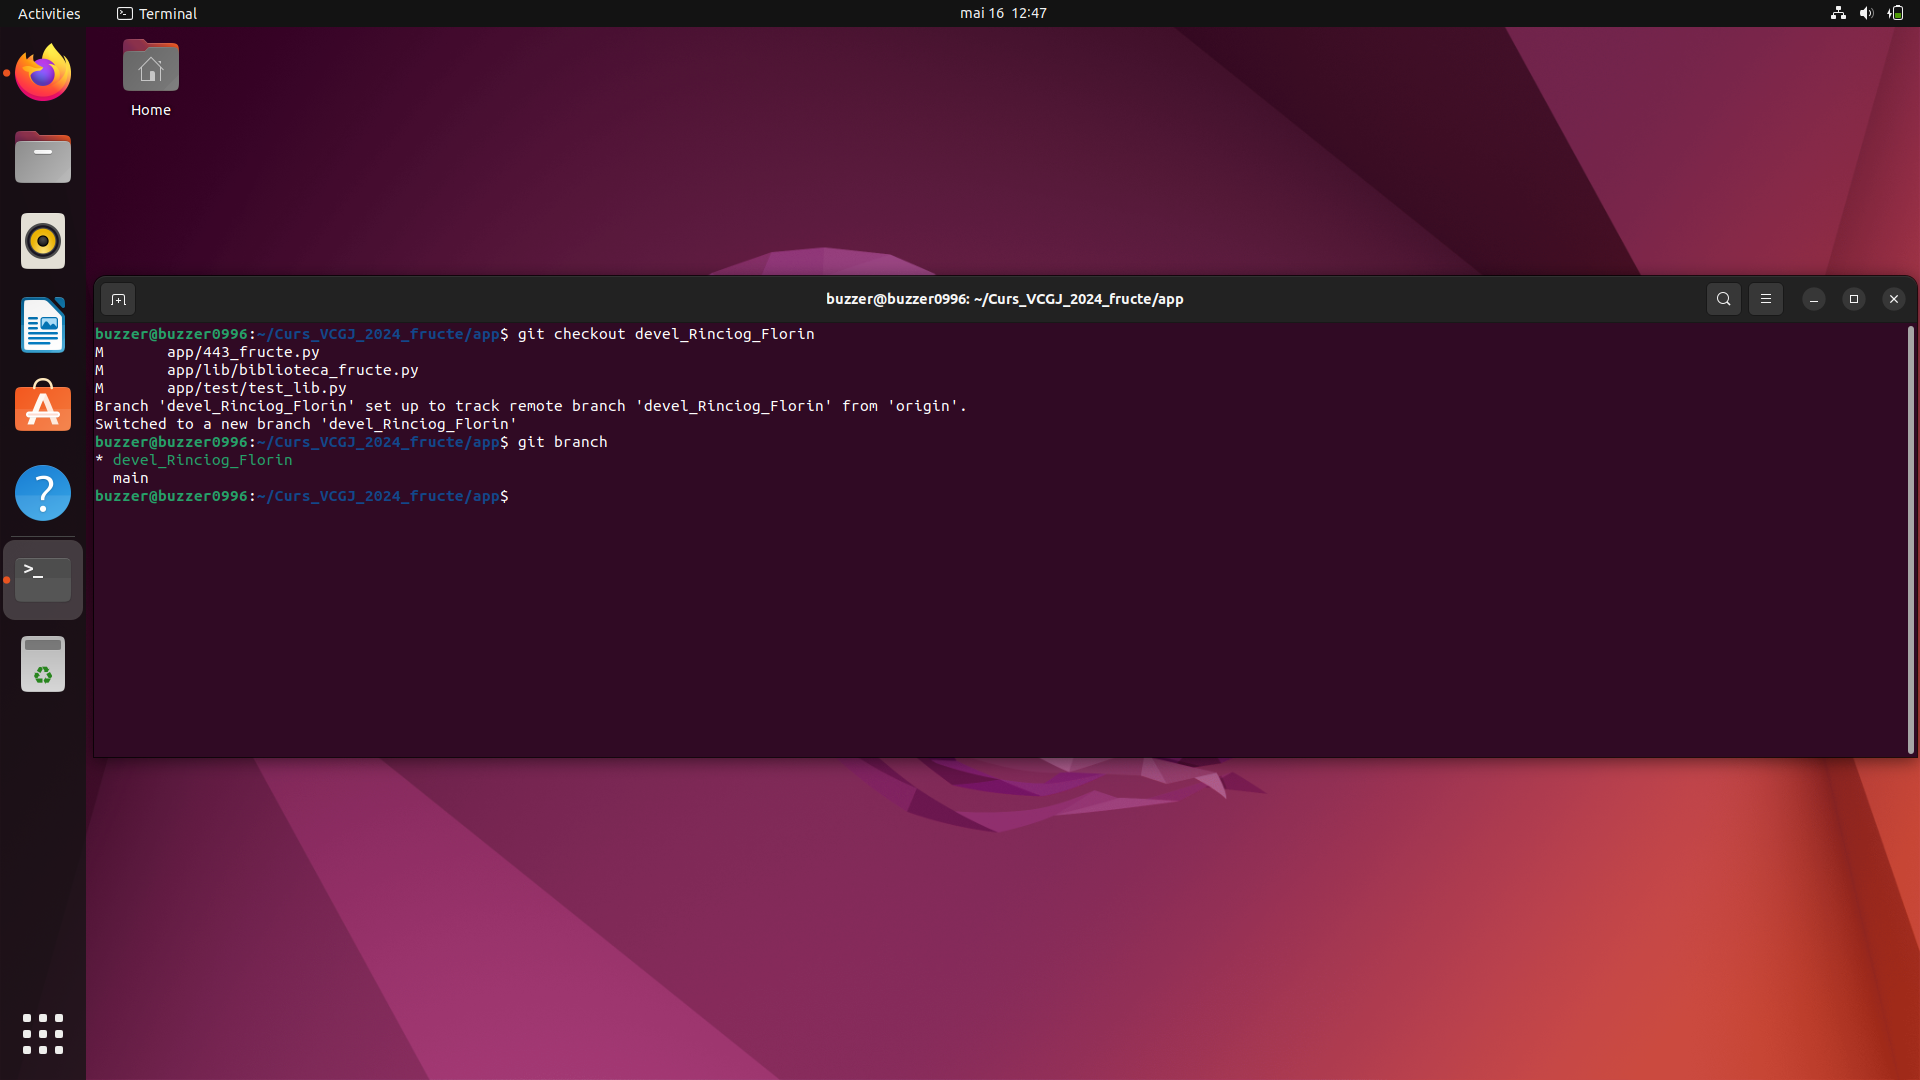 Activities
Terminal
mai 16 12:47
Home
buzzer@buzzer0996: ~/Curs_VCGJ_2024_fructe/app
buzzer@buzzer0996:~/Curs_VCGJ_2024_fructe/app$ git checkout devel_Rinciog_Florin
M       app/443_fructe.py
M       app/lib/biblioteca_fructe.py
M       app/test/test_lib.py
Branch 'devel_Rinciog_Florin' set up to track remote branch 'devel_Rinciog_Florin' from 'origin'.
Switched to a new branch 'devel_Rinciog_Florin'
buzzer@buzzer0996:~/Curs_VCGJ_2024_fructe/app$ git branch
* devel_Rinciog_Florin
  main
buzzer@buzzer0996:~/Curs_VCGJ_2024_fructe/app$